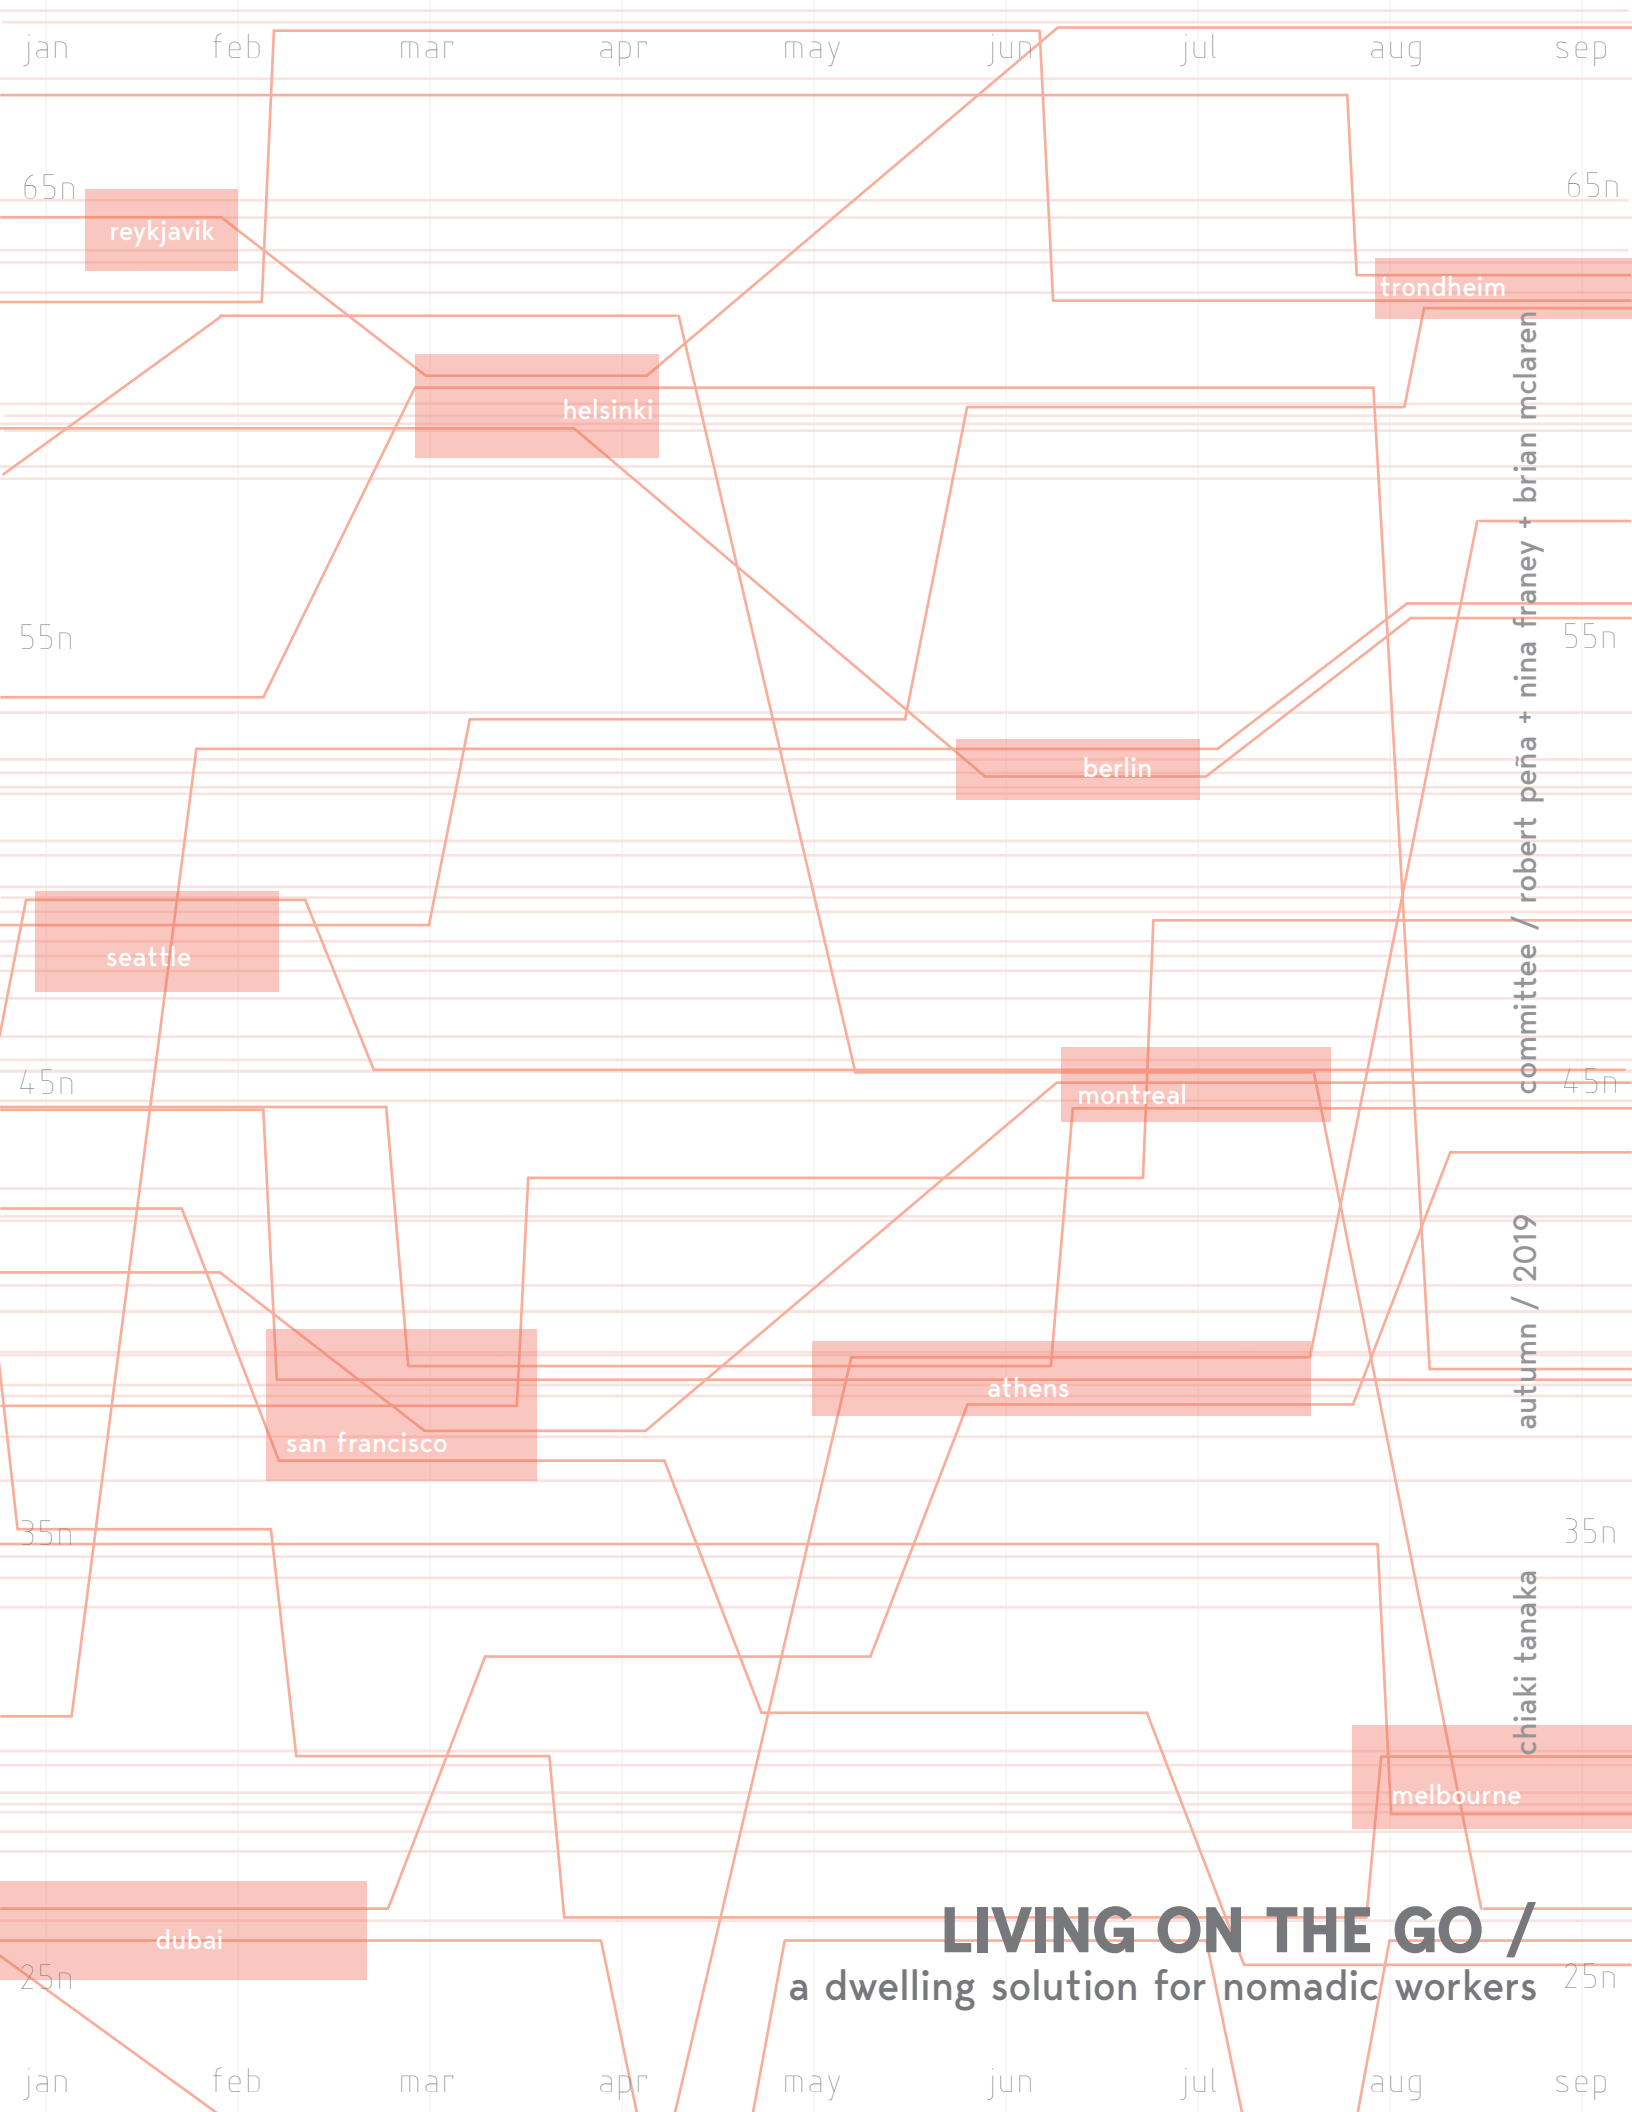 jan feb mar apr may jun jul aug sep
65n 65n
reykjavik
trondheim
helsinki
55n 55n
berlin
seattle
45n 45n
montreal
athens
san francisco
35n 35n
melbourne
dubai
25n 25n
committee / robert peña + nina franey + brian mclaren
autumn / 2019
chiaki tanaka
LIVING ON THE GO /
a dwelling solution for nomadic workers
jan feb mar apr may jun jul aug sep